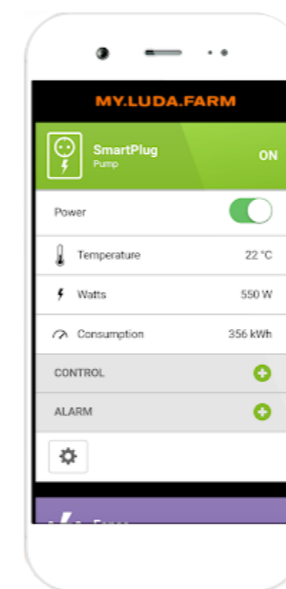 MY.LUDA.FARM
SmartPlug
Pump
ON
Power
Temperature 22 °C
Watts 550 W
Consumption 356 kWh
CONTROL
ALARM